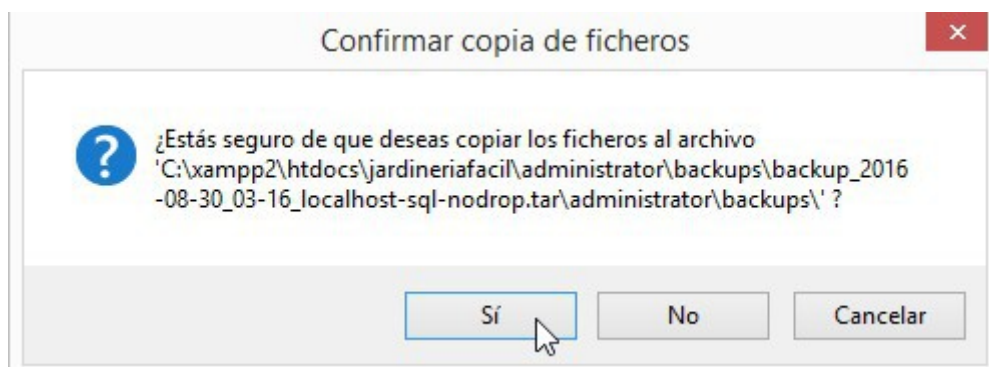 Confirmar copia de ficheros
¿Estás seguro de que deseas copiar los ficheros al archivo
'C:\xampp2\htdocs\jardineriafacil\administrator\backups\backup_2016
-08-30_03-16_localhost-sql-nodrop.tar\administrator\backups\' ?
Sí
No
Cancelar